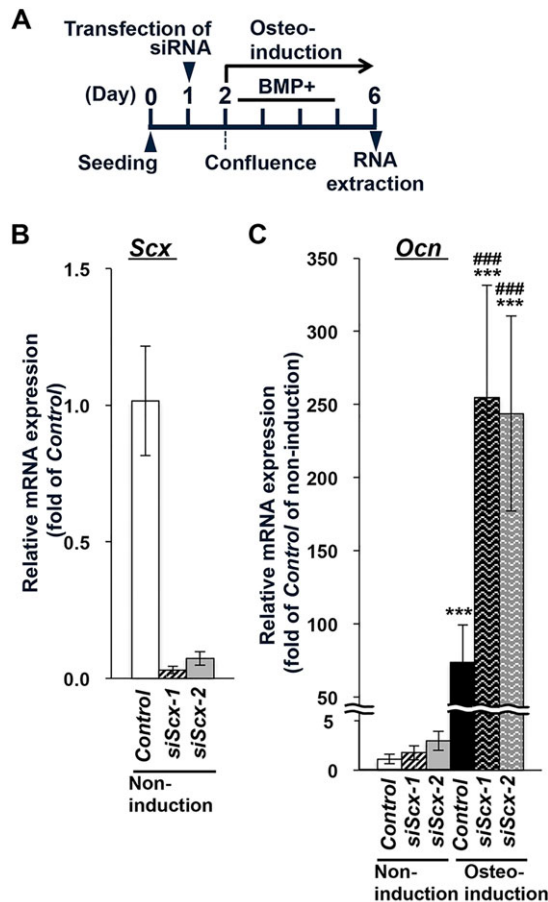 A
Transfection of
siRNA
Osteo-
induction
BMP+
(Day) 0 1 2 6
Seeding
Confluence
RNA
extraction
B
Scx
Relative mRNA expression
(fold of Control)
1.5
1.0
0.5
0.0
Control
siScx-1
siScx-2
Non-
induction
C
Ocn
Relative mRNA expression
(fold of Control of non-induction)
350
300
250
200
150
100
50
5
0
***
###
***
###
***
Control
siScx-1
siScx-2
Control
siScx-1
siScx-2
Non-
induction
Osteo-
induction